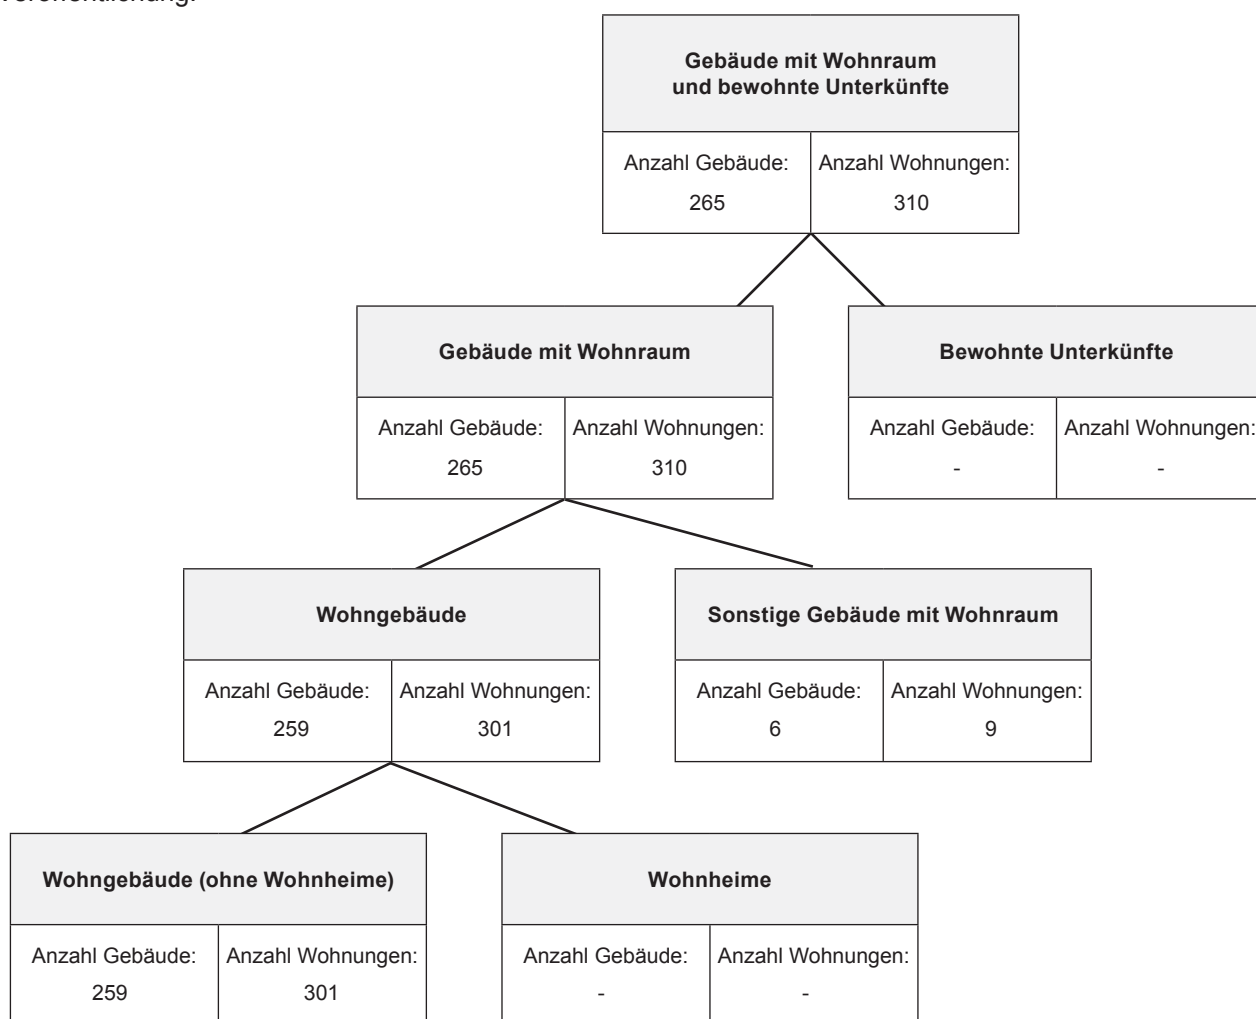 Veröffentlichung.
Gebäude mit Wohnraum
und bewohnte Unterkünfte
Anzahl Gebäude: Anzahl Wohnungen:
265 310
Gebäude mit Wohnraum
Bewohnte Unterkünfte
Anzahl Gebäude: Anzahl Wohnungen:
265 310
Anzahl Gebäude: Anzahl Wohnungen:
- -
Wohngebäude
Sonstige Gebäude mit Wohnraum
Anzahl Gebäude: Anzahl Wohnungen:
259 301
Anzahl Gebäude: Anzahl Wohnungen:
6 9
Wohngebäude (ohne Wohnheime)
Wohnheime
Anzahl Gebäude: Anzahl Wohnungen:
259 301
Anzahl Gebäude: Anzahl Wohnungen:
- -